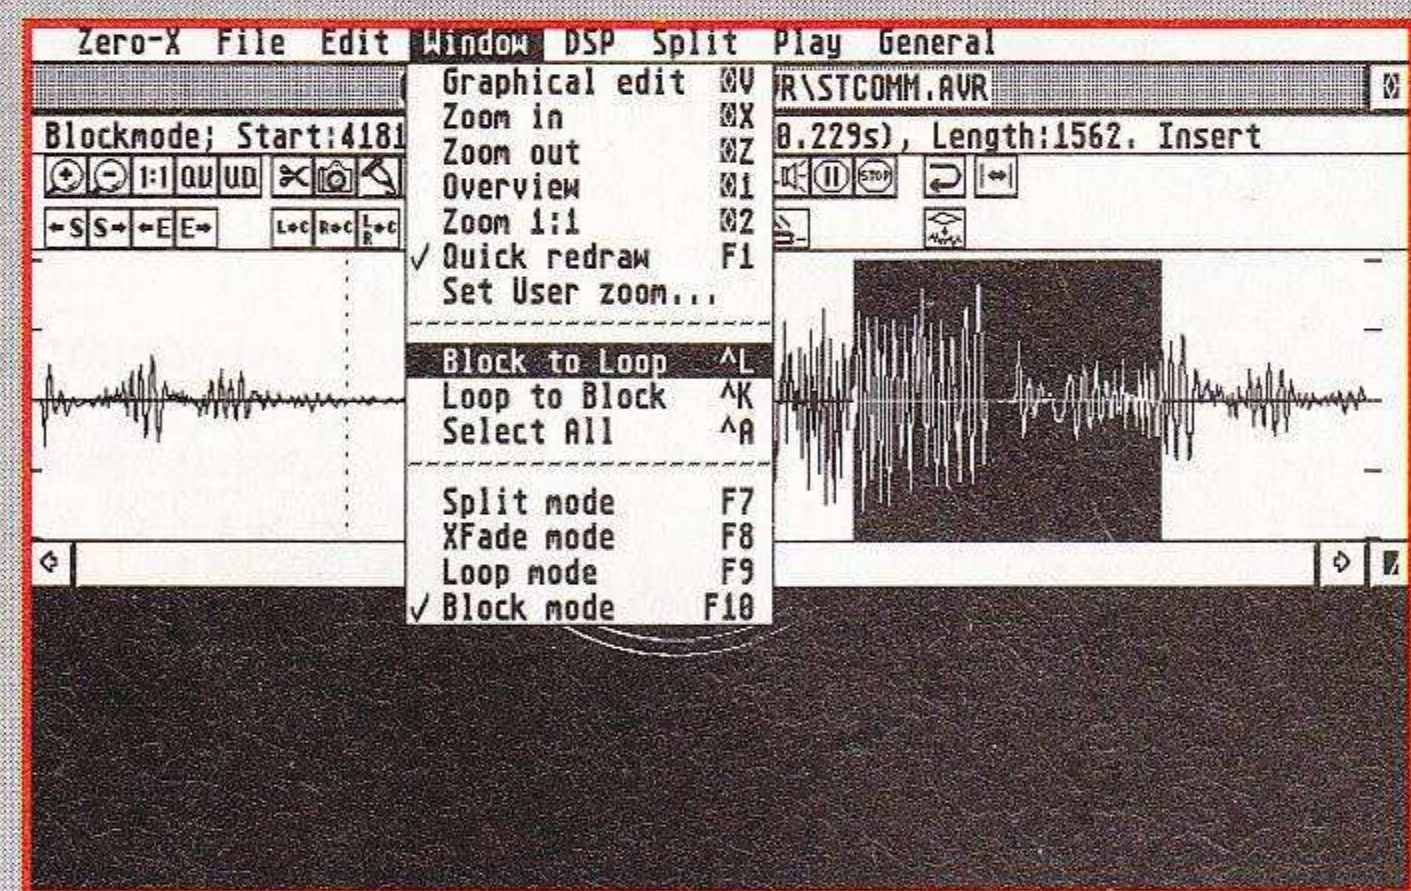 Zero-X File Edit Window DSP Split Play General
R\STCOMM.AVR
Blockmode; Start:4181
0.229s), Length:1562. Insert
1:1 OV UD
STOP
←S S→ ←E E→ L→C R→C L R→C
Graphical edit V
Zoom in X
Zoom out Z
Overview 1
Zoom 1:1 2
✓ Quick redraw F1
Set User zoom...
Block to Loop ^L
Loop to Block ^K
Select All ^A
Split mode F7
XFade mode F8
Loop mode F9
✓ Block mode F10